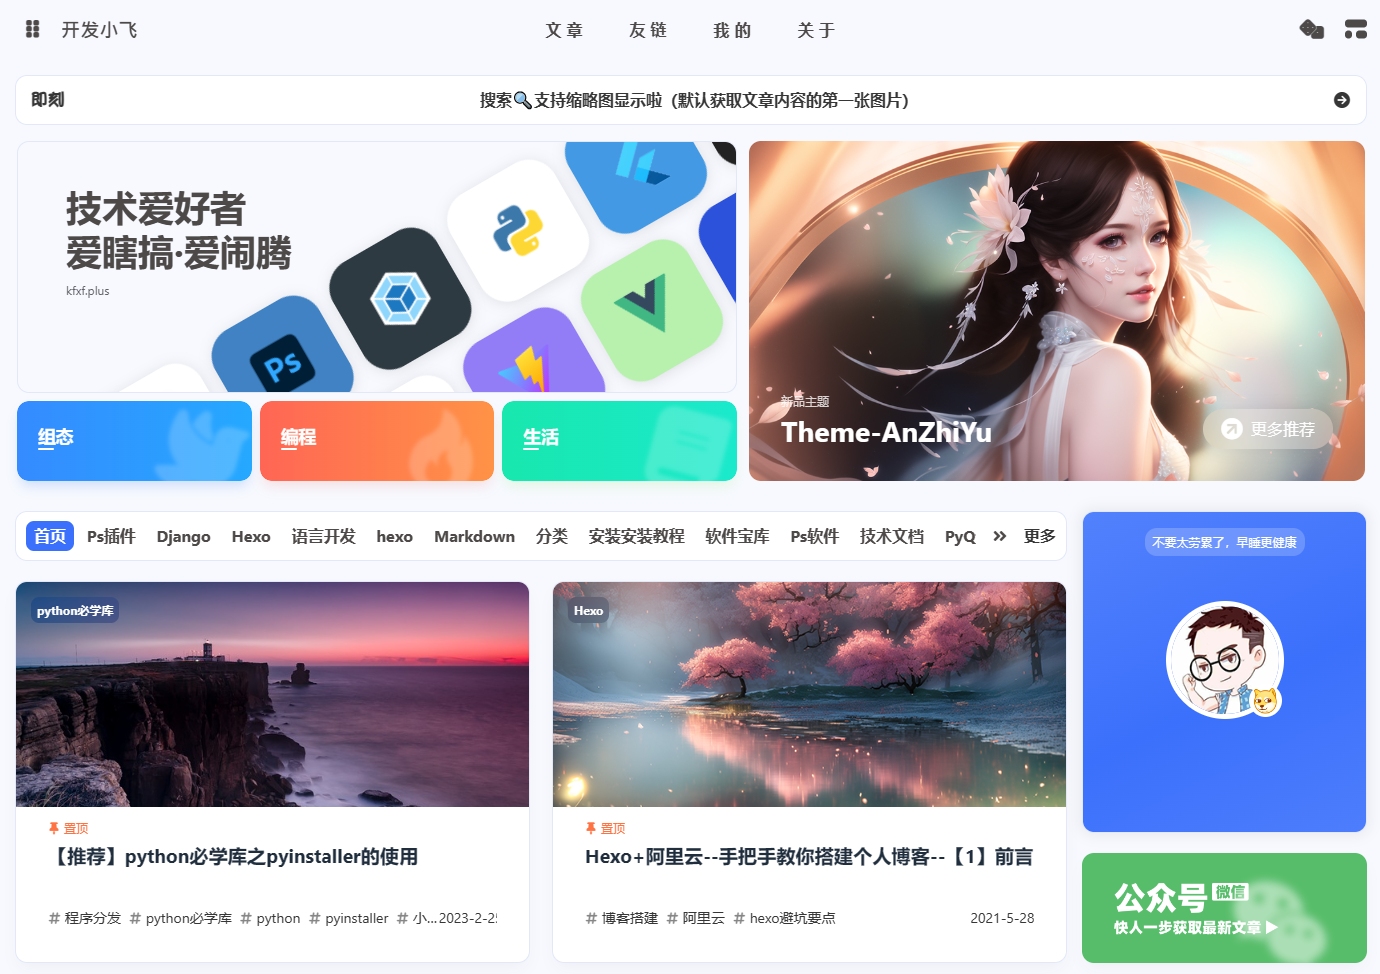 开发小飞
文章 友链 我的 关于
即刻
搜索🔍支持缩略图显示啦（默认获取文章内容的第一张图片）
技术爱好者
爱瞎搞·爱闹腾
kfxf.plus
Ps
新品主题
Theme-AnZhiYu
更多推荐
组态
编程
生活
首页 Ps插件 Django Hexo 语言开发 hexo Markdown 分类 安装安装教程 软件宝库 Ps软件 技术文档 PyQ 更多
不要太劳累了，早睡更健康
python必学库
置顶
【推荐】python必学库之pyinstaller的使用
# 程序分发 # python必学库 # python # pyinstaller # 小... 2023-2-2
Hexo
置顶
Hexo+阿里云--手把手教你搭建个人博客--【1】前言
# 博客搭建 # 阿里云 # hexo避坑要点 2021-5-28
公众号 微信
快人一步获取最新文章 ▶